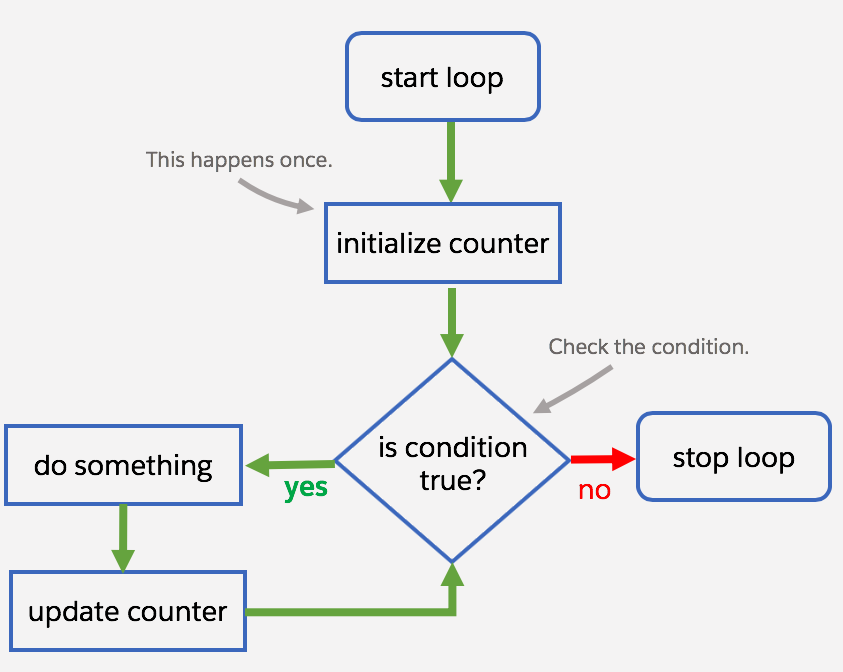 start loop
This happens once.
initialize counter
Check the condition.
is condition
true?
do something
yes
no
stop loop
update counter